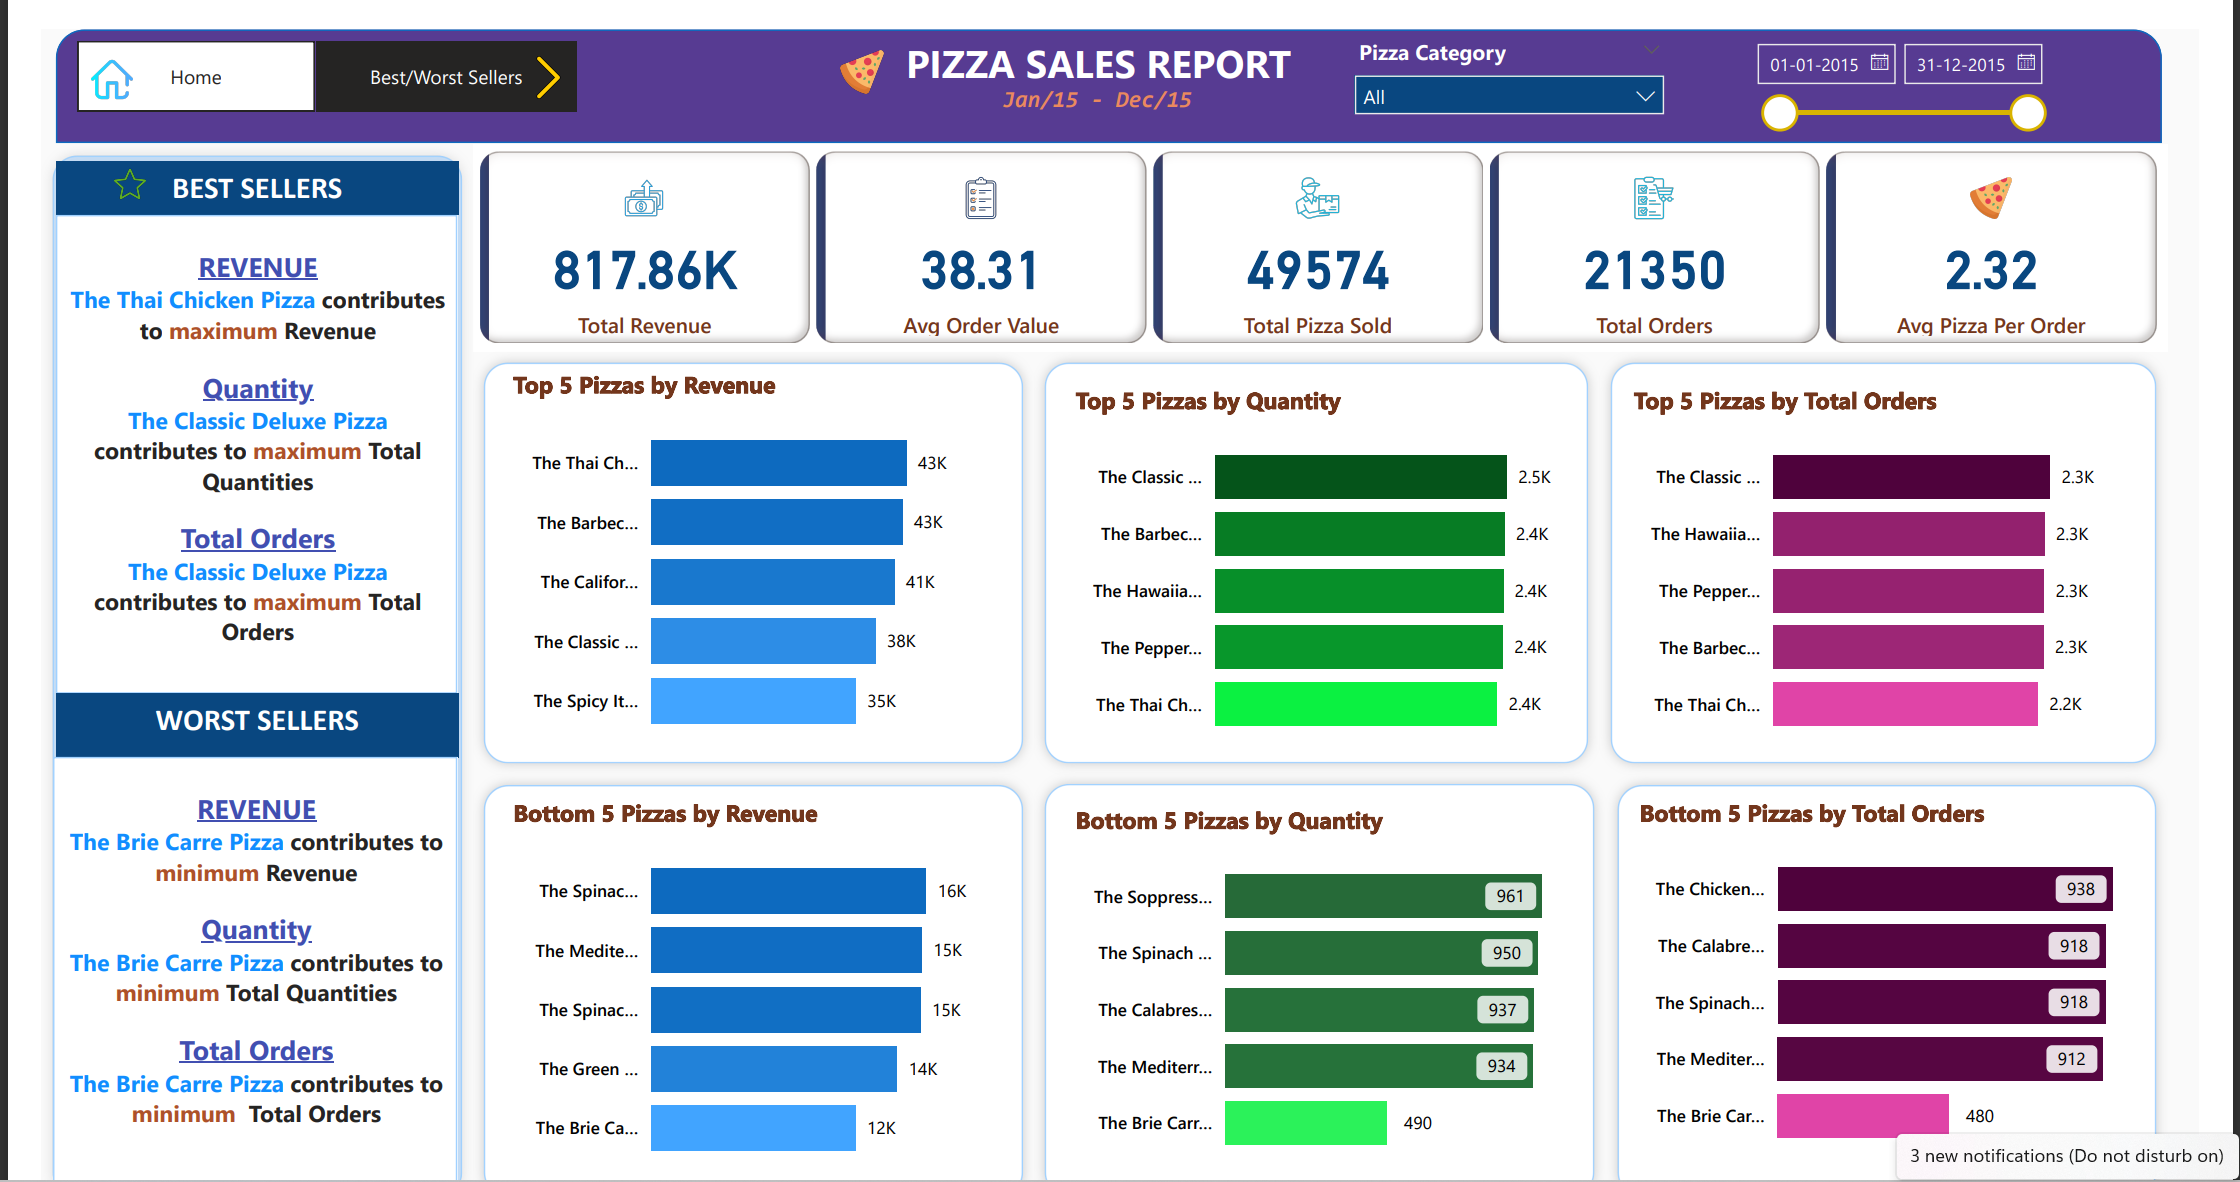 Home
Best/Worst Sellers
PIZZA SALES REPORT
Jan/15 - Dec/15
Pizza Category
All
01-01-2015
31-12-2015
BEST SELLERS
REVENUE
The Thai Chicken Pizza contributes
to maximum Revenue
Quantity
The Classic Deluxe Pizza
contributes to maximum Total
Quantities
Total Orders
The Classic Deluxe Pizza
contributes to maximum Total
Orders
WORST SELLERS
REVENUE
The Brie Carre Pizza contributes to
minimum Revenue
Quantity
The Brie Carre Pizza contributes to
minimum Total Quantities
Total Orders
The Brie Carre Pizza contributes to
minimum Total Orders
817.86K
Total Revenue
38.31
Avg Order Value
49574
Total Pizza Sold
21350
Total Orders
2.32
Avg Pizza Per Order
Top 5 Pizzas by Revenue
The Thai Ch... 43K
The Barbec... 43K
The Califor... 41K
The Classic ... 38K
The Spicy It... 35K
Top 5 Pizzas by Quantity
The Classic ... 2.5K
The Barbec... 2.4K
The Hawaiia... 2.4K
The Pepper... 2.4K
The Thai Ch... 2.4K
Top 5 Pizzas by Total Orders
The Classic ... 2.3K
The Hawaiia... 2.3K
The Pepper... 2.3K
The Barbec... 2.3K
The Thai Ch... 2.2K
Bottom 5 Pizzas by Revenue
The Spinac... 16K
The Medite... 15K
The Spinac... 15K
The Green ... 14K
The Brie Ca... 12K
Bottom 5 Pizzas by Quantity
The Soppress... 961
The Spinach ... 950
The Calabres... 937
The Mediterr... 934
The Brie Carr... 490
Bottom 5 Pizzas by Total Orders
The Chicken... 938
The Calabre... 918
The Spinach... 918
The Mediter... 912
The Brie Car... 480
3 new notifications (Do not disturb on)